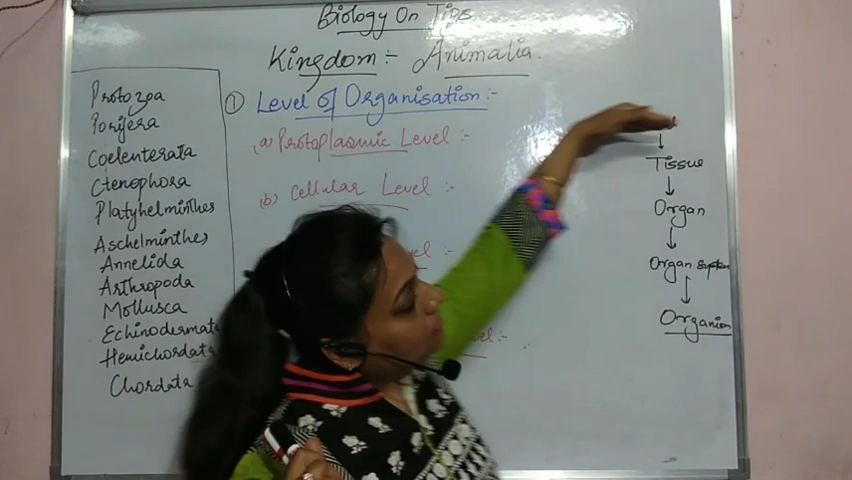 Biology On Tips
Kingdom :- Animalia.
Protozoa
Porifera
Coelenterata
Ctenophora
Platyhelminthes
Aschelminthes
Annelida
Arthropoda
Mollusca
Echinodermata
Hemichordata
Chordata
① Level of Organisation :-
(a) Protoplasmic Level :-
(b) Cellular Level :-
Tissue
Organ
Organ System
Organism